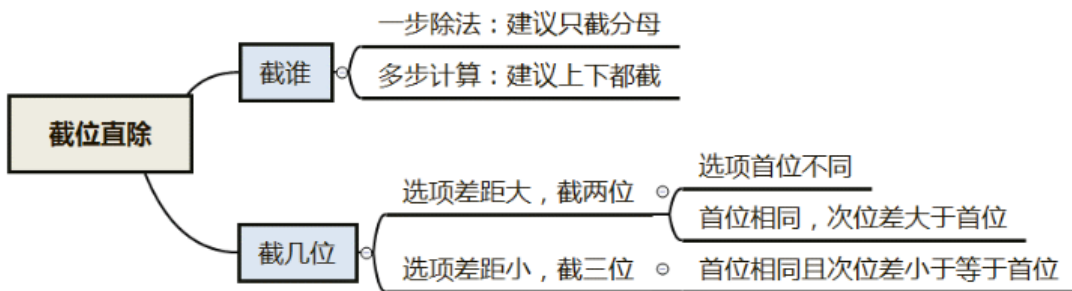 一步除法：建议只截分母
截谁
多步计算：建议上下都截
截位直除
选项首位不同
选项差距大，截两位
首位相同，次位差大于首位
截几位
选项差距小，截三位
首位相同且次位差小于等于首位